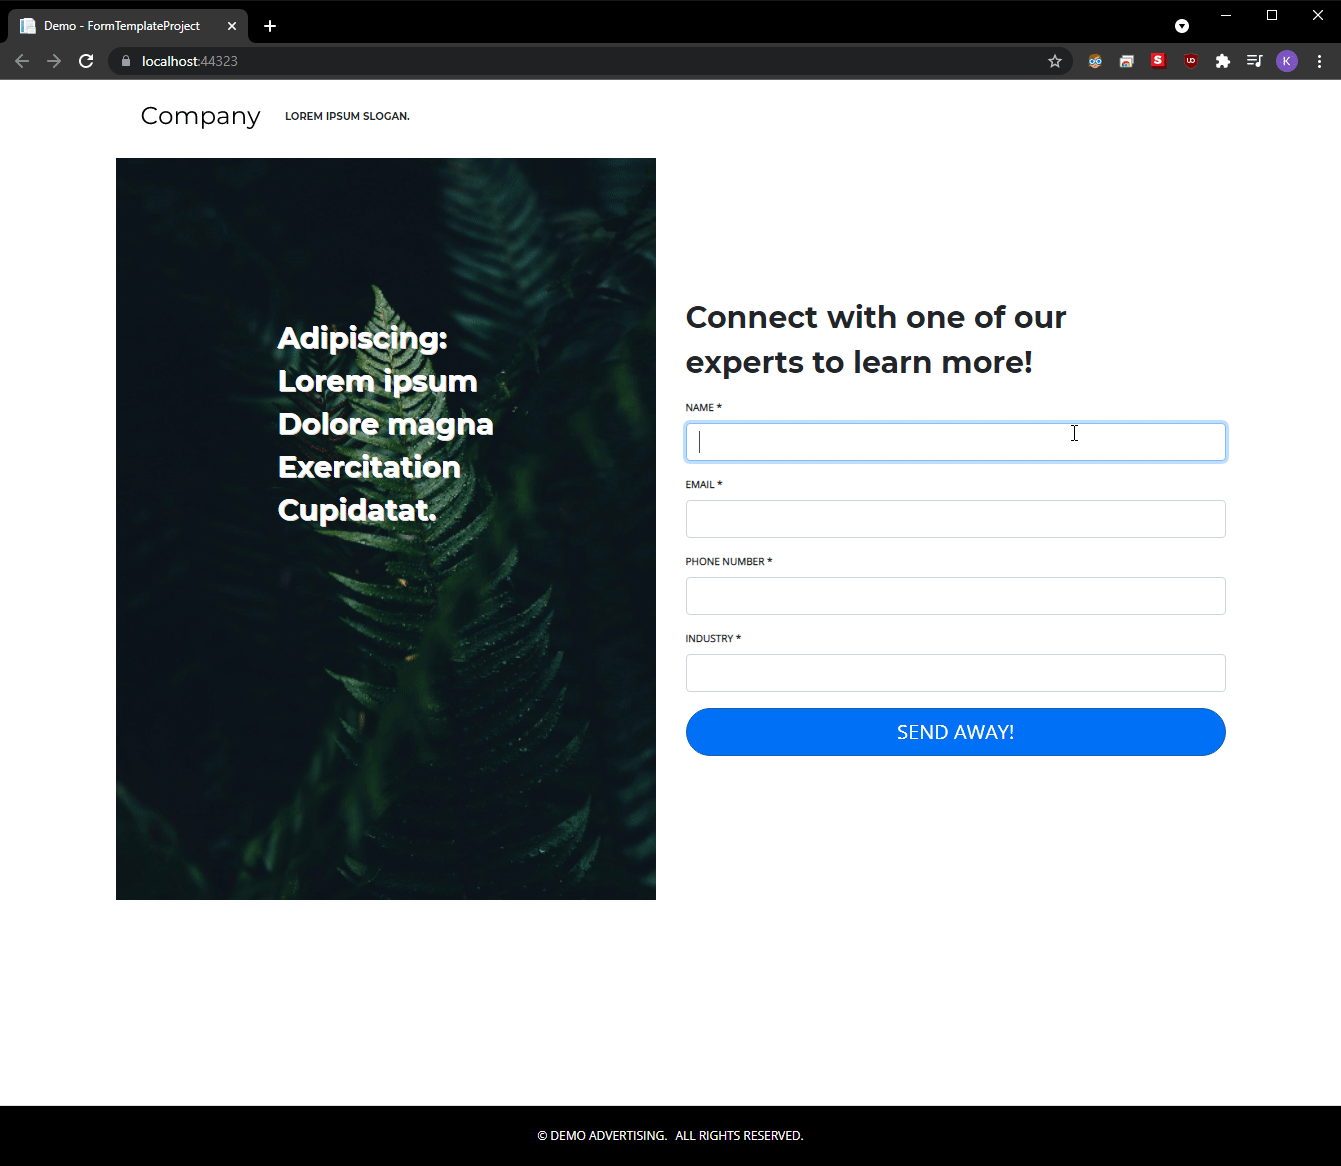 Demo - FormTemplateProject
localhost:44323
K
Company
LOREM IPSUM SLOGAN.
Adipiscing:
Lorem ipsum
Dolore magna
Exercitation
Cupidatat.
Connect with one of our
experts to learn more!
NAME *
EMAIL *
PHONE NUMBER *
INDUSTRY *
SEND AWAY!
© DEMO ADVERTISING. ALL RIGHTS RESERVED.